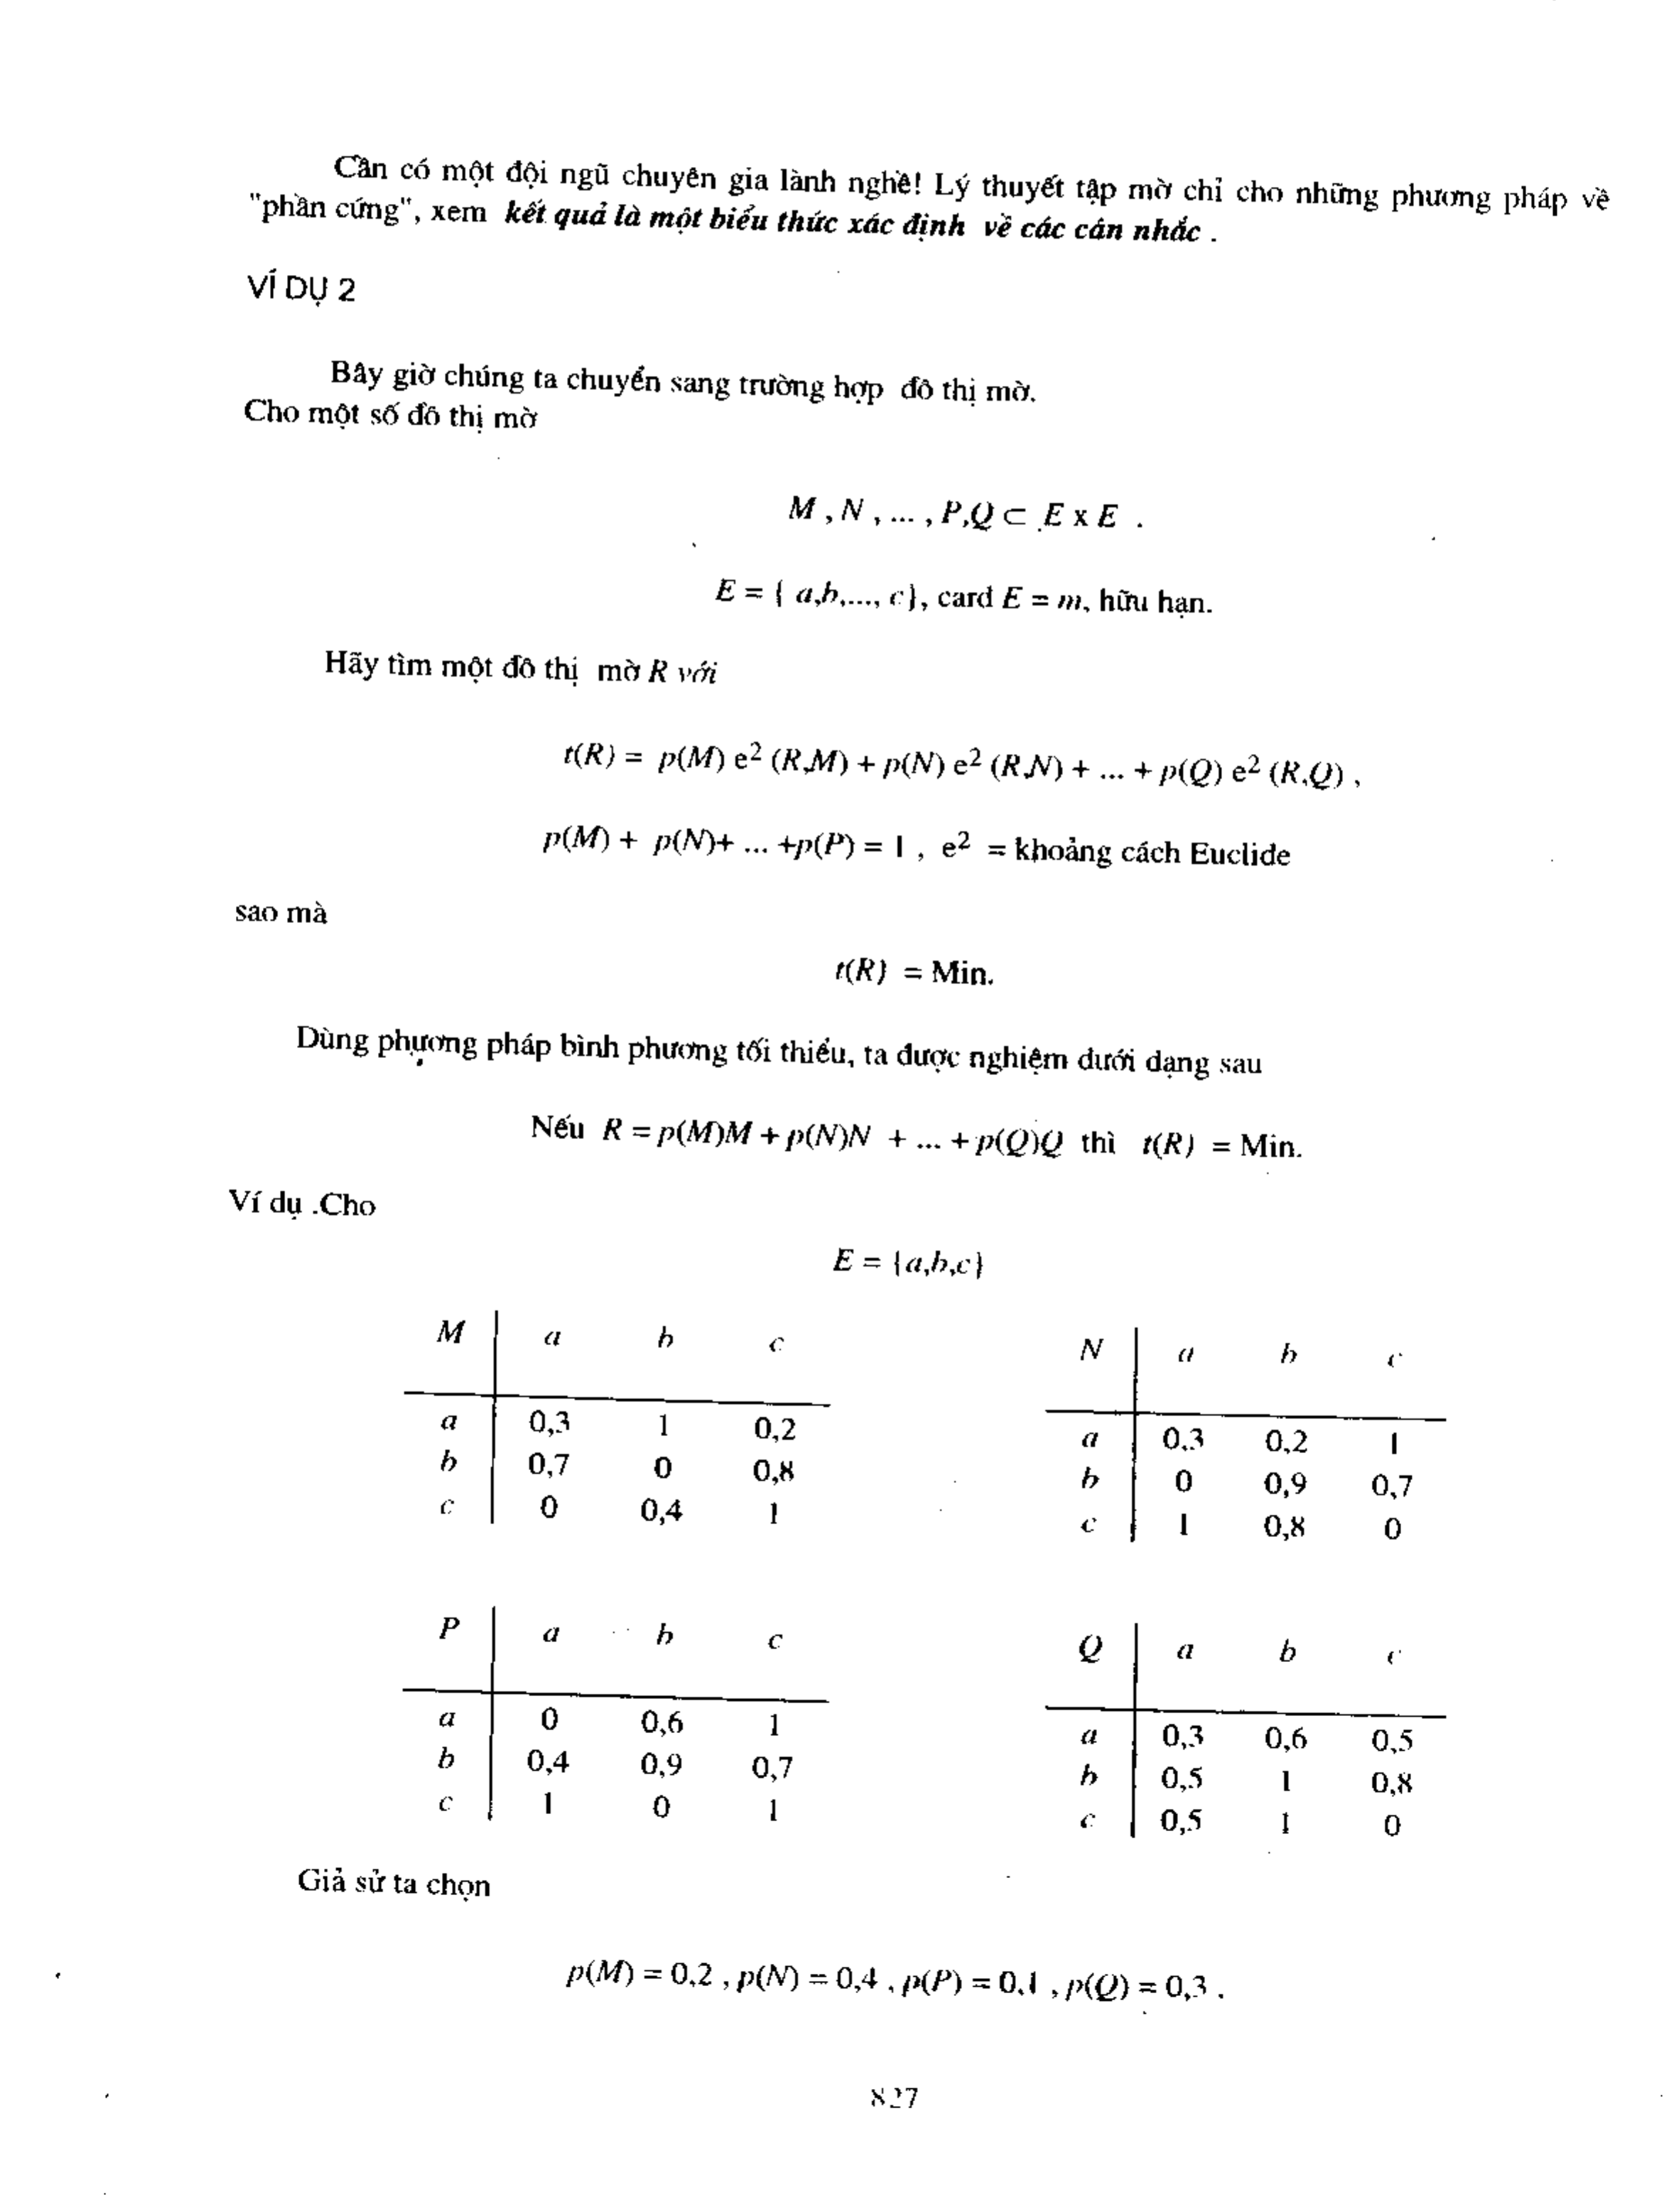 Cần có một đội ngũ chuyên gia lành nghề! Lý thuyết tập mờ chỉ cho những phương pháp về
"phần cứng", xem kết quả là một biểu thức xác định về các cán nhắc .
VÍ DỤ 2
Bây giờ chúng ta chuyển sang trường hợp đồ thị mờ.
Cho một số đồ thị mờ
M , N , ... , P,Q ⊂ E x E .
E = { a,b,..., c}, card E = m, hữu hạn.
Hãy tìm một đồ thị mờ R với
t(R) = p(M) e² (R,M) + p(N) e² (R,N) + ... + p(Q) e² (R,Q) ,
p(M) + p(N)+ ... +p(P) = 1 , e² = khoảng cách Euclide
sao mà
t(R) = Min.
Dùng phương pháp bình phương tối thiểu, ta được nghiệm dưới dạng sau
Nếu R = p(M)M + p(N)N + ... + p(Q)Q thì t(R) = Min.
Ví dụ .Cho
E = {a,b,c}
M a b c
a 0,3 1 0,2
b 0,7 0 0,8
c 0 0,4 1
N a b c
a 0,3 0,2 1
b 0 0,9 0,7
c 1 0,8 0
P a b c
a 0 0,6 1
b 0,4 0,9 0,7
c 1 0 1
Q a b c
a 0,3 0,6 0,5
b 0,5 1 0,8
c 0,5 1 0
Giả sử ta chọn
p(M) = 0,2 , p(N) = 0,4 , p(P) = 0,1 , p(Q) = 0,3 .
827